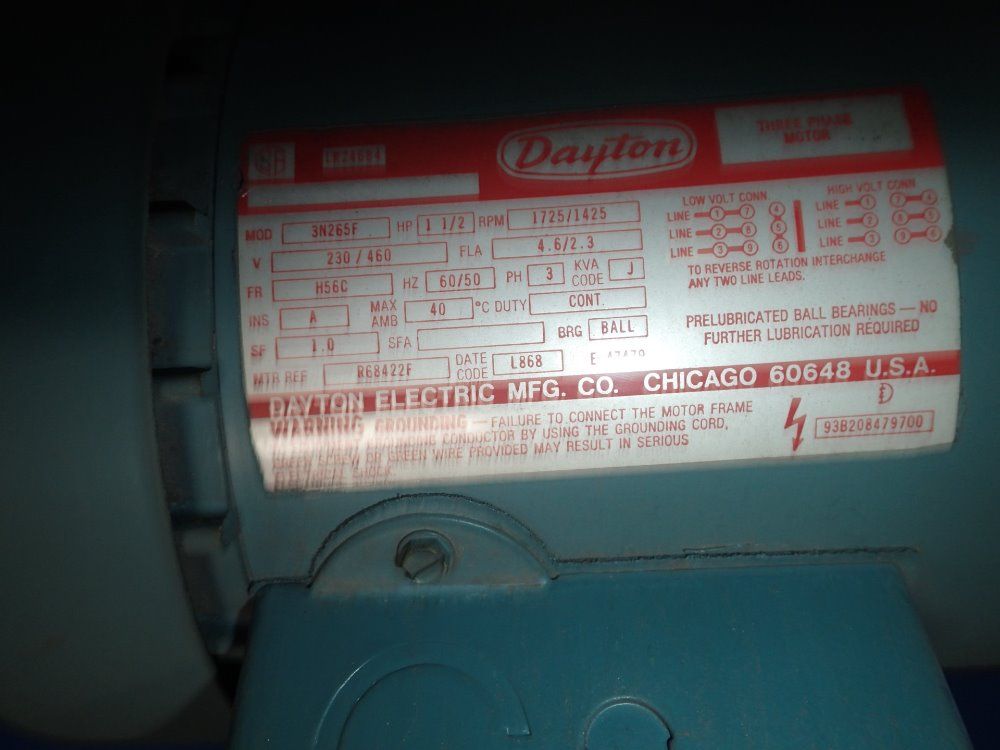 LR24684
Dayton
THREE PHASE
MOTOR
MOD 3N265F HP 1 1/2 RPM 1725/1425
V 230/460 FLA 4.6/2.3
FR H56C HZ 60/50 PH 3 KVA CODE J
INS A MAX AMB 40 °C DUTY CONT.
SF 1.0 SFA BRG BALL
MTR REF R68422F DATE CODE L868 E
LOW VOLT CONN.
LINE 1 7 4
LINE 2 8 5
LINE 3 9 6
HIGH VOLT CONN
LINE 1 7 4
LINE 2 8 5
LINE 3 9 6
TO REVERSE ROTATION INTERCHANGE
ANY TWO LINE LEADS.
PRELUBRICATED BALL BEARINGS — NO
FURTHER LUBRICATION REQUIRED
DAYTON ELECTRIC MFG. CO. CHICAGO 60648 U.S.A.
WARNING GROUNDING — FAILURE TO CONNECT THE MOTOR FRAME
CONDUCTOR BY USING THE GROUNDING CORD,
GREEN SCREW OR GREEN WIRE PROVIDED MAY RESULT IN SERIOUS
SHOCK.
93B208479700